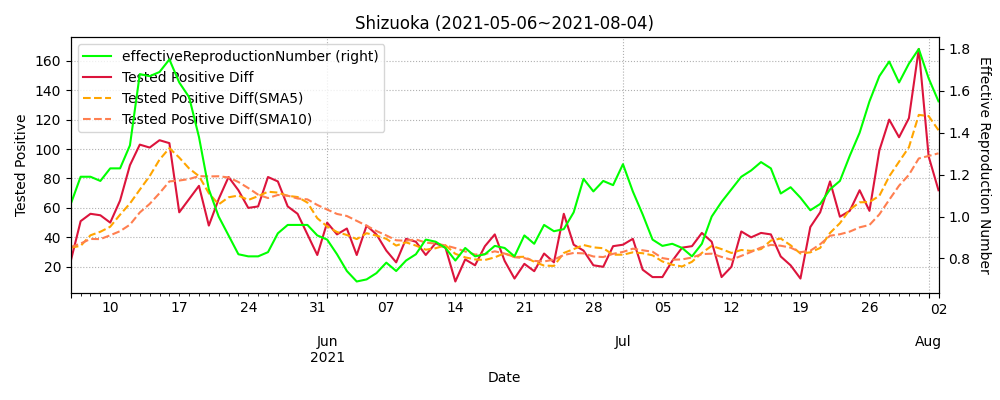 Shizuoka (2021-05-06~2021-08-04)
effectiveReproductionNumber (right)
Tested Positive Diff
Tested Positive Diff(SMA5)
Tested Positive Diff(SMA10)
Tested Positive
160
140
120
100
80
60
40
20
1.8
1.6
1.4
1.2
1.0
0.8
Effective Reproduction Number
10 17 24 31 07 14 21 28 05 12 19 26 02
Jun Jul Aug
2021
Date